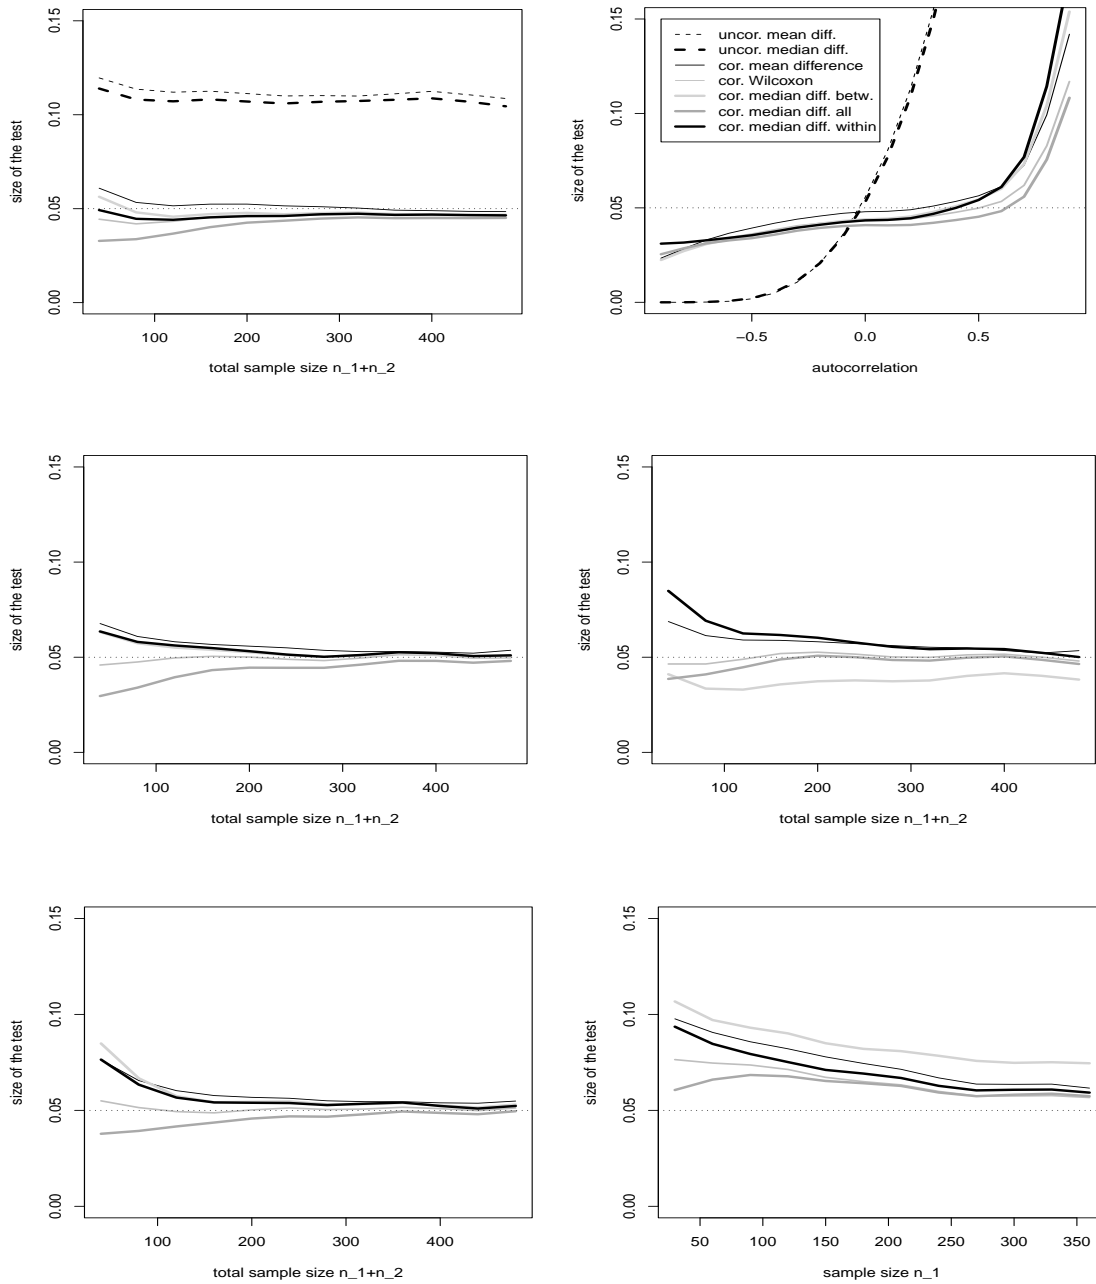 0.00
0.05
0.10
0.15
size of the test
100
200
300
400
total sample size n_1+n_2
uncor. mean diff.
uncor. median diff.
cor. mean difference
cor. Wilcoxon
cor. median diff. betw.
cor. median diff. all
cor. median diff. within
0.00
0.05
0.10
0.15
size of the test
−0.5
0.0
0.5
autocorrelation
0.00
0.05
0.10
0.15
size of the test
100
200
300
400
total sample size n_1+n_2
0.00
0.05
0.10
0.15
size of the test
100
200
300
400
total sample size n_1+n_2
0.00
0.05
0.10
0.15
size of the test
100
200
300
400
total sample size n_1+n_2
0.00
0.05
0.10
0.15
size of the test
50
100
150
200
250
300
350
sample size n_1